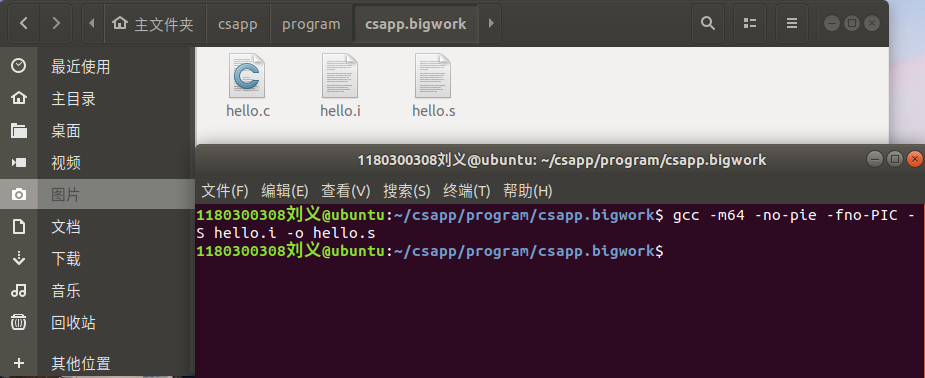 主文件夹 csapp program csapp.bigwork
最近使用
主目录
桌面
视频
图片
文档
下载
音乐
回收站
其他位置
hello.c hello.i hello.s
1180300308刘义@ubuntu: ~/csapp/program/csapp.bigwork
文件(F) 编辑(E) 查看(V) 搜索(S) 终端(T) 帮助(H)
1180300308刘义@ubuntu:~/csapp/program/csapp.bigwork$ gcc -m64 -no-pie -fno-PIC -
S hello.i -o hello.s
1180300308刘义@ubuntu:~/csapp/program/csapp.bigwork$